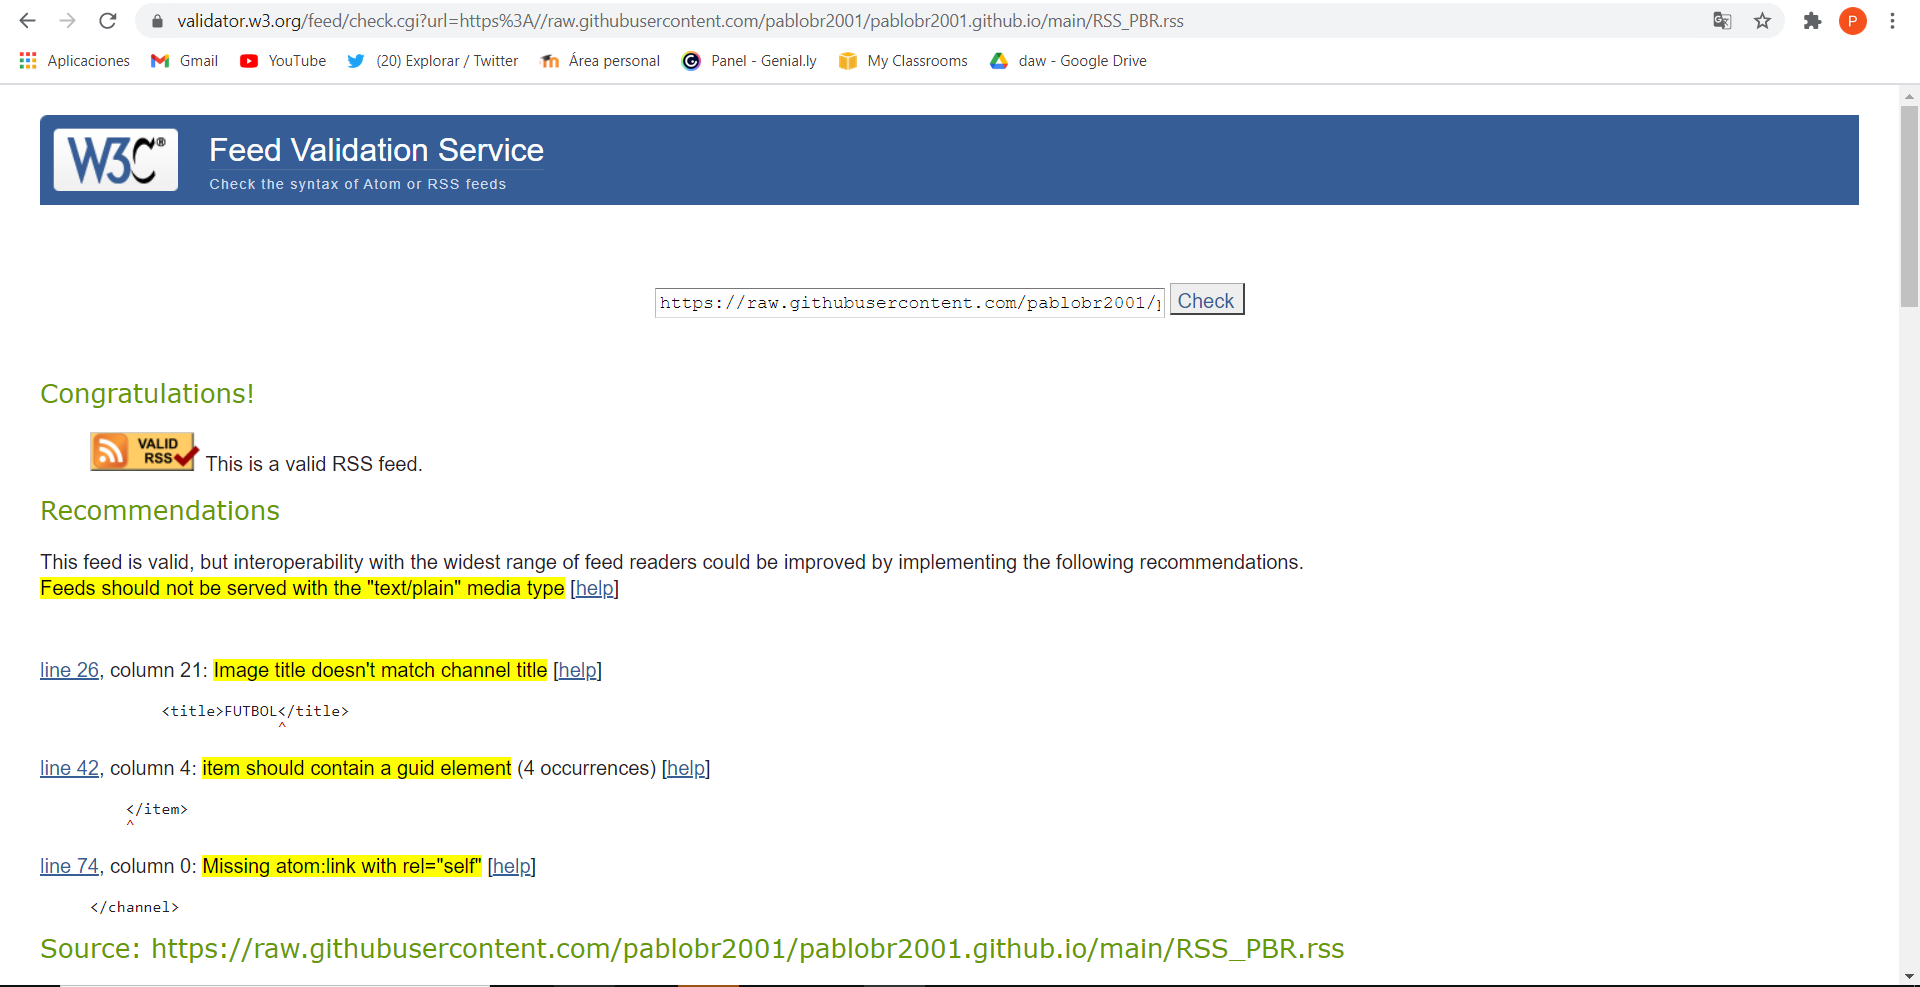 validator.w3.org/feed/check.cgi?url=https%3A//raw.githubusercontent.com/pablobr2001/pablobr2001.github.io/main/RSS_PBR.rss
P
Aplicaciones Gmail YouTube (20) Explorar / Twitter Área personal Panel - Genial.ly My Classrooms daw - Google Drive
W3C®
Feed Validation Service
Check the syntax of Atom or RSS feeds
https://raw.githubusercontent.com/pablobr2001/p Check
Congratulations!
VALID
RSS
This is a valid RSS feed.
Recommendations
This feed is valid, but interoperability with the widest range of feed readers could be improved by implementing the following recommendations.
Feeds should not be served with the "text/plain" media type [help]
line 26, column 21: Image title doesn't match channel title [help]
<title>FUTBOL</title>
^
line 42, column 4: item should contain a guid element (4 occurrences) [help]
</item>
^
line 74, column 0: Missing atom:link with rel="self" [help]
</channel>
Source: https://raw.githubusercontent.com/pablobr2001/pablobr2001.github.io/main/RSS_PBR.rss